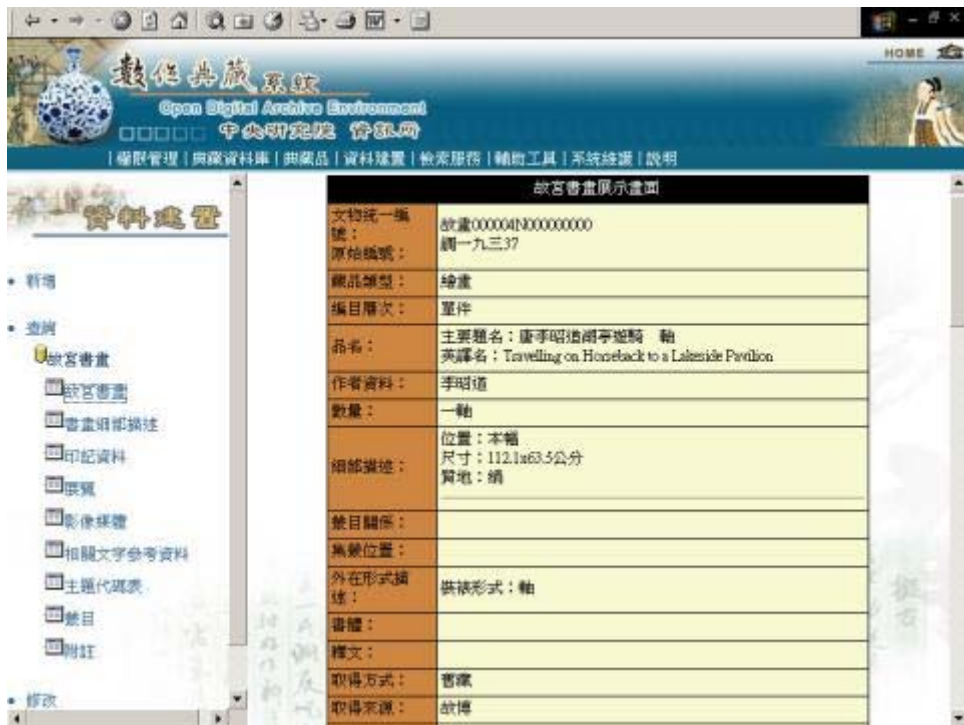 HOME
數位典藏系統
Open Digital Archive Environment
□□□□□ 中央研究院 資訊所
|權限管理|典藏資料庫|典藏品|資料建置|檢索服務|輔助工具|系統維護|說明
資料建置
新增
查詢
故宮書畫
故宮書畫
書畫細部描述
印記資料
展覽
影像媒體
相關文字參考資料
主題代碼表
叢目
附註
修改
故宮書畫展示畫面
文物統一編號：
原始編號：
故畫000004N000000000
調一九三37
藏品類型：
繪畫
編目層次：
單件
品名：
主要題名：唐李昭道湖亭遊騎　軸
英譯名：Travelling on Horseback to a Lakeside Pavilion
作者資料：
李昭道
數量：
一軸
細部描述：
位置：本幅
尺寸：112.1x63.5公分
質地：絹
叢目關係：
集叢位置：
外在形式描述：
裝裱形式：軸
書體：
釋文：
取得方式：
舊藏
取得來源：
故博